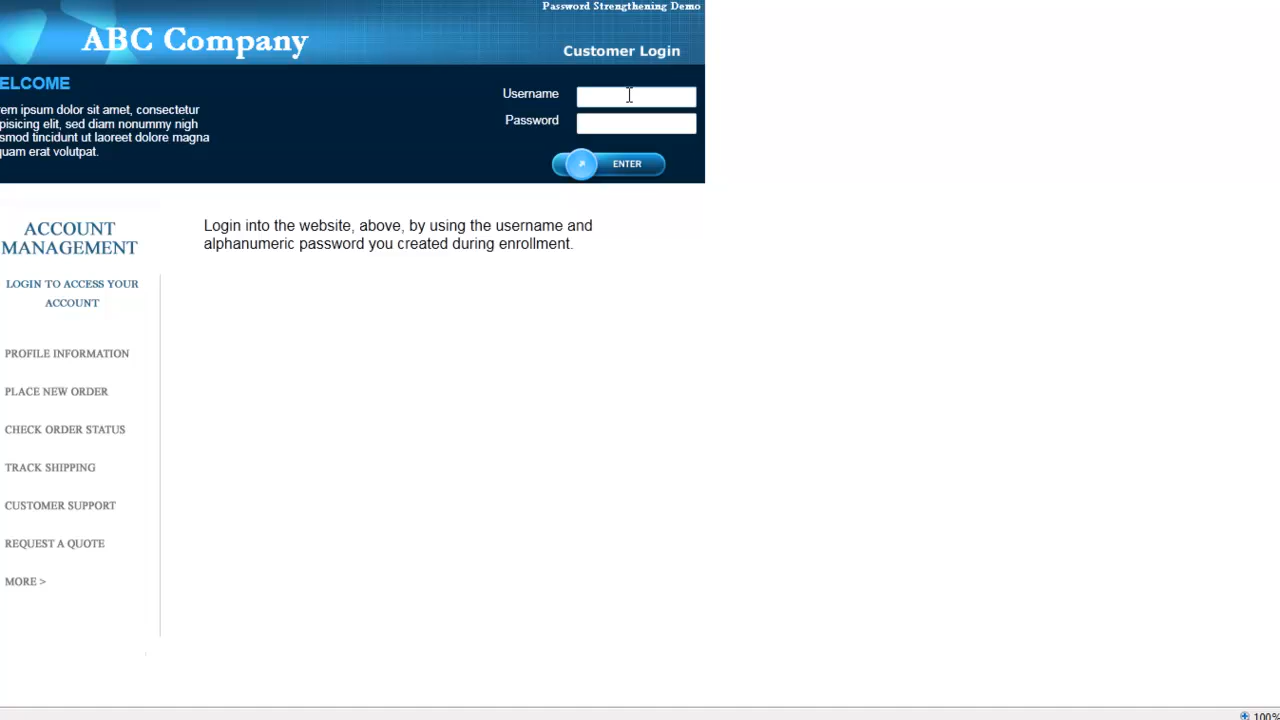 Password Strengthening Demo
ABC Company
Customer Login
ELCOME
rem ipsum dolor sit amet, consectetur
ipisicing elit, sed diam nonummy nigh
smod tincidunt ut laoreet dolore magna
quam erat volutpat.
Username
Password
ENTER
ACCOUNT
MANAGEMENT
Login into the website, above, by using the username and
alphanumeric password you created during enrollment.
LOGIN TO ACCESS YOUR
ACCOUNT
PROFILE INFORMATION
PLACE NEW ORDER
CHECK ORDER STATUS
TRACK SHIPPING
CUSTOMER SUPPORT
REQUEST A QUOTE
MORE >
100%